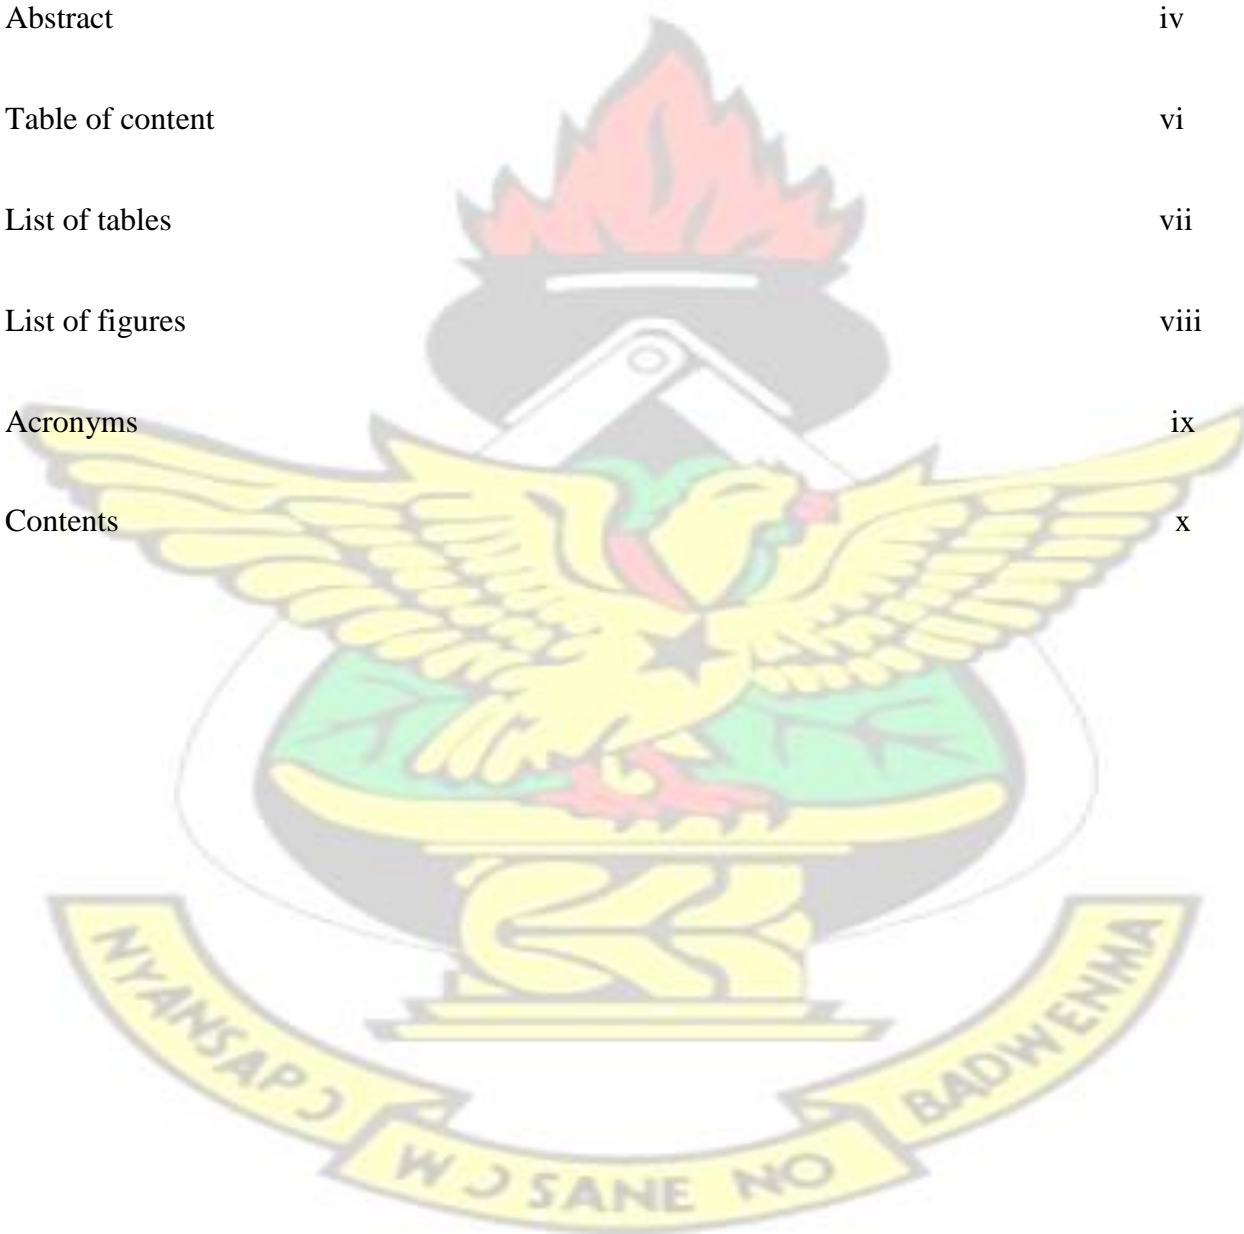 Abstract iv
Table of content vi
List of tables vii
List of figures viii
Acronyms ix
Contents x
NYANSAPƆ WƆSANE NO BADWENMA